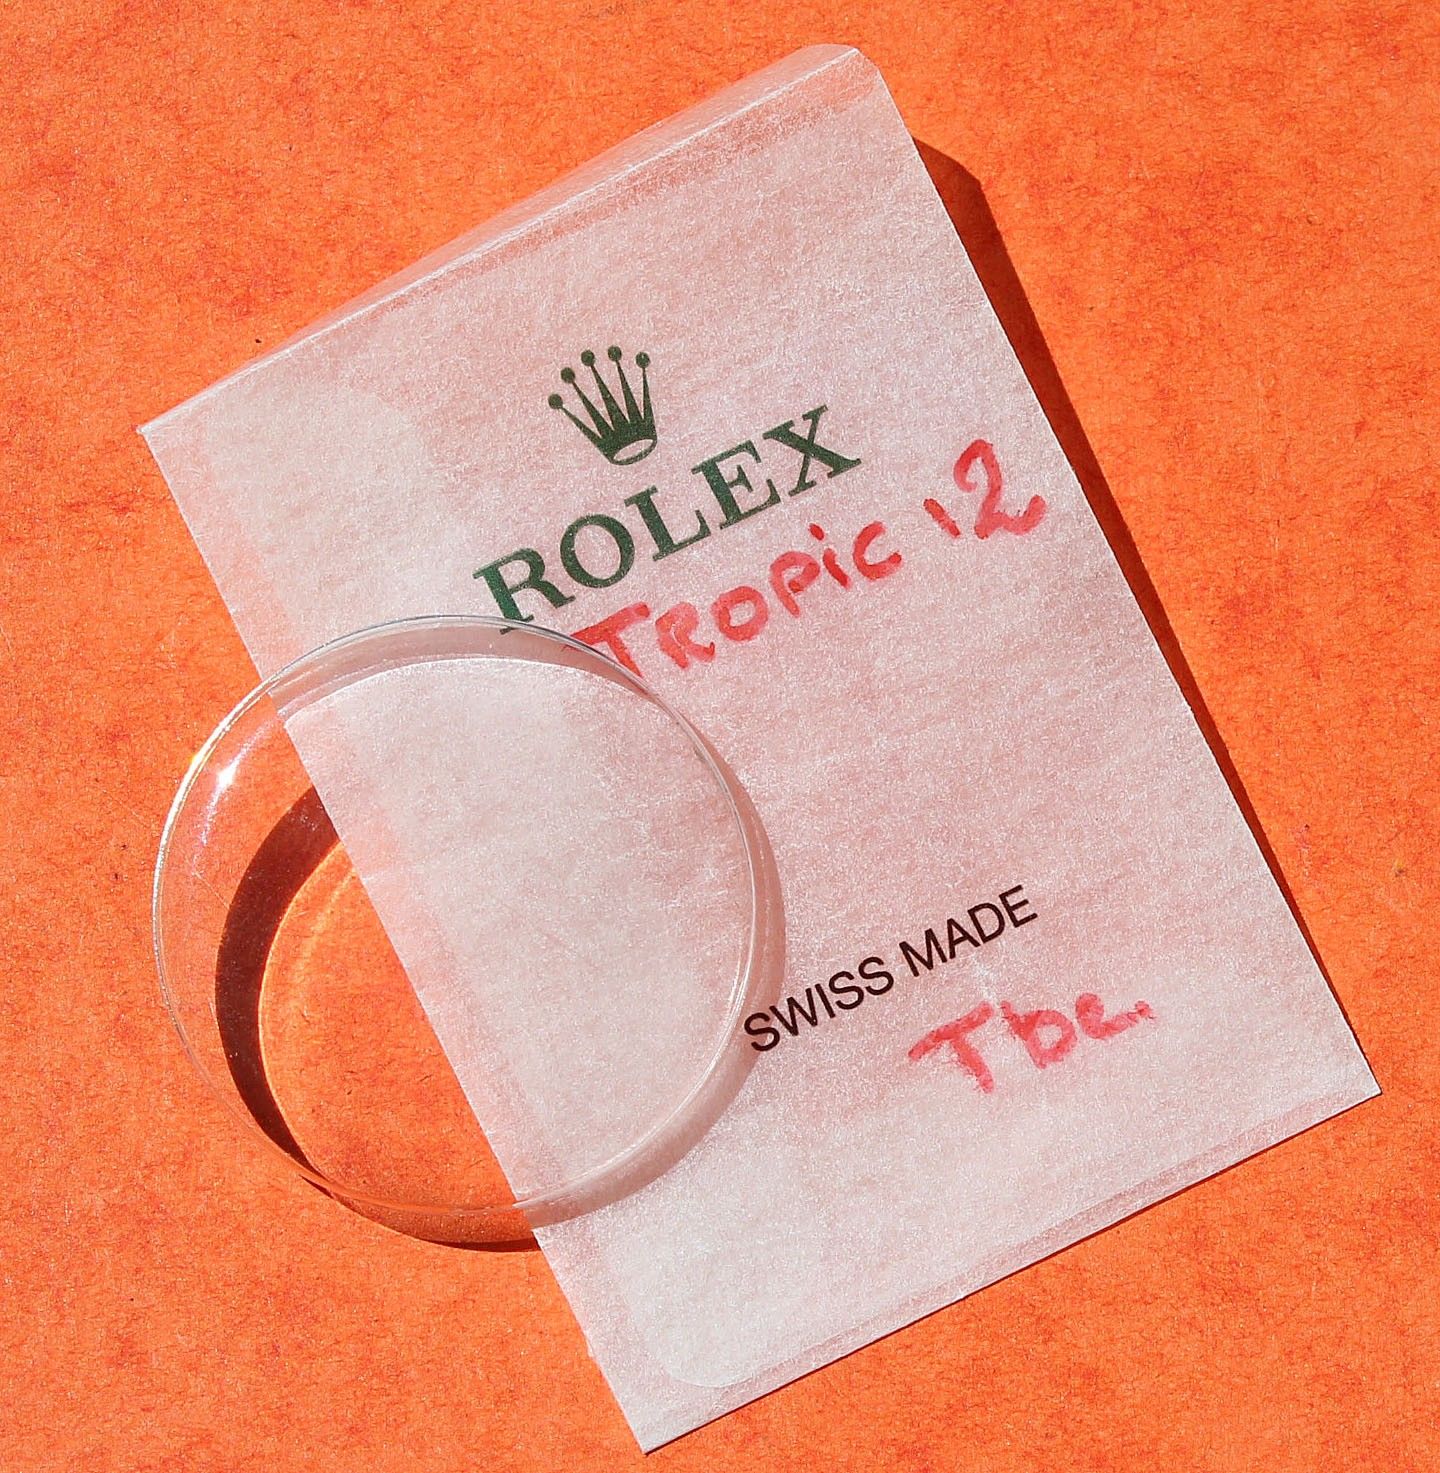 ROLEX
TROPIC 12
SWISS MADE
Tbe.